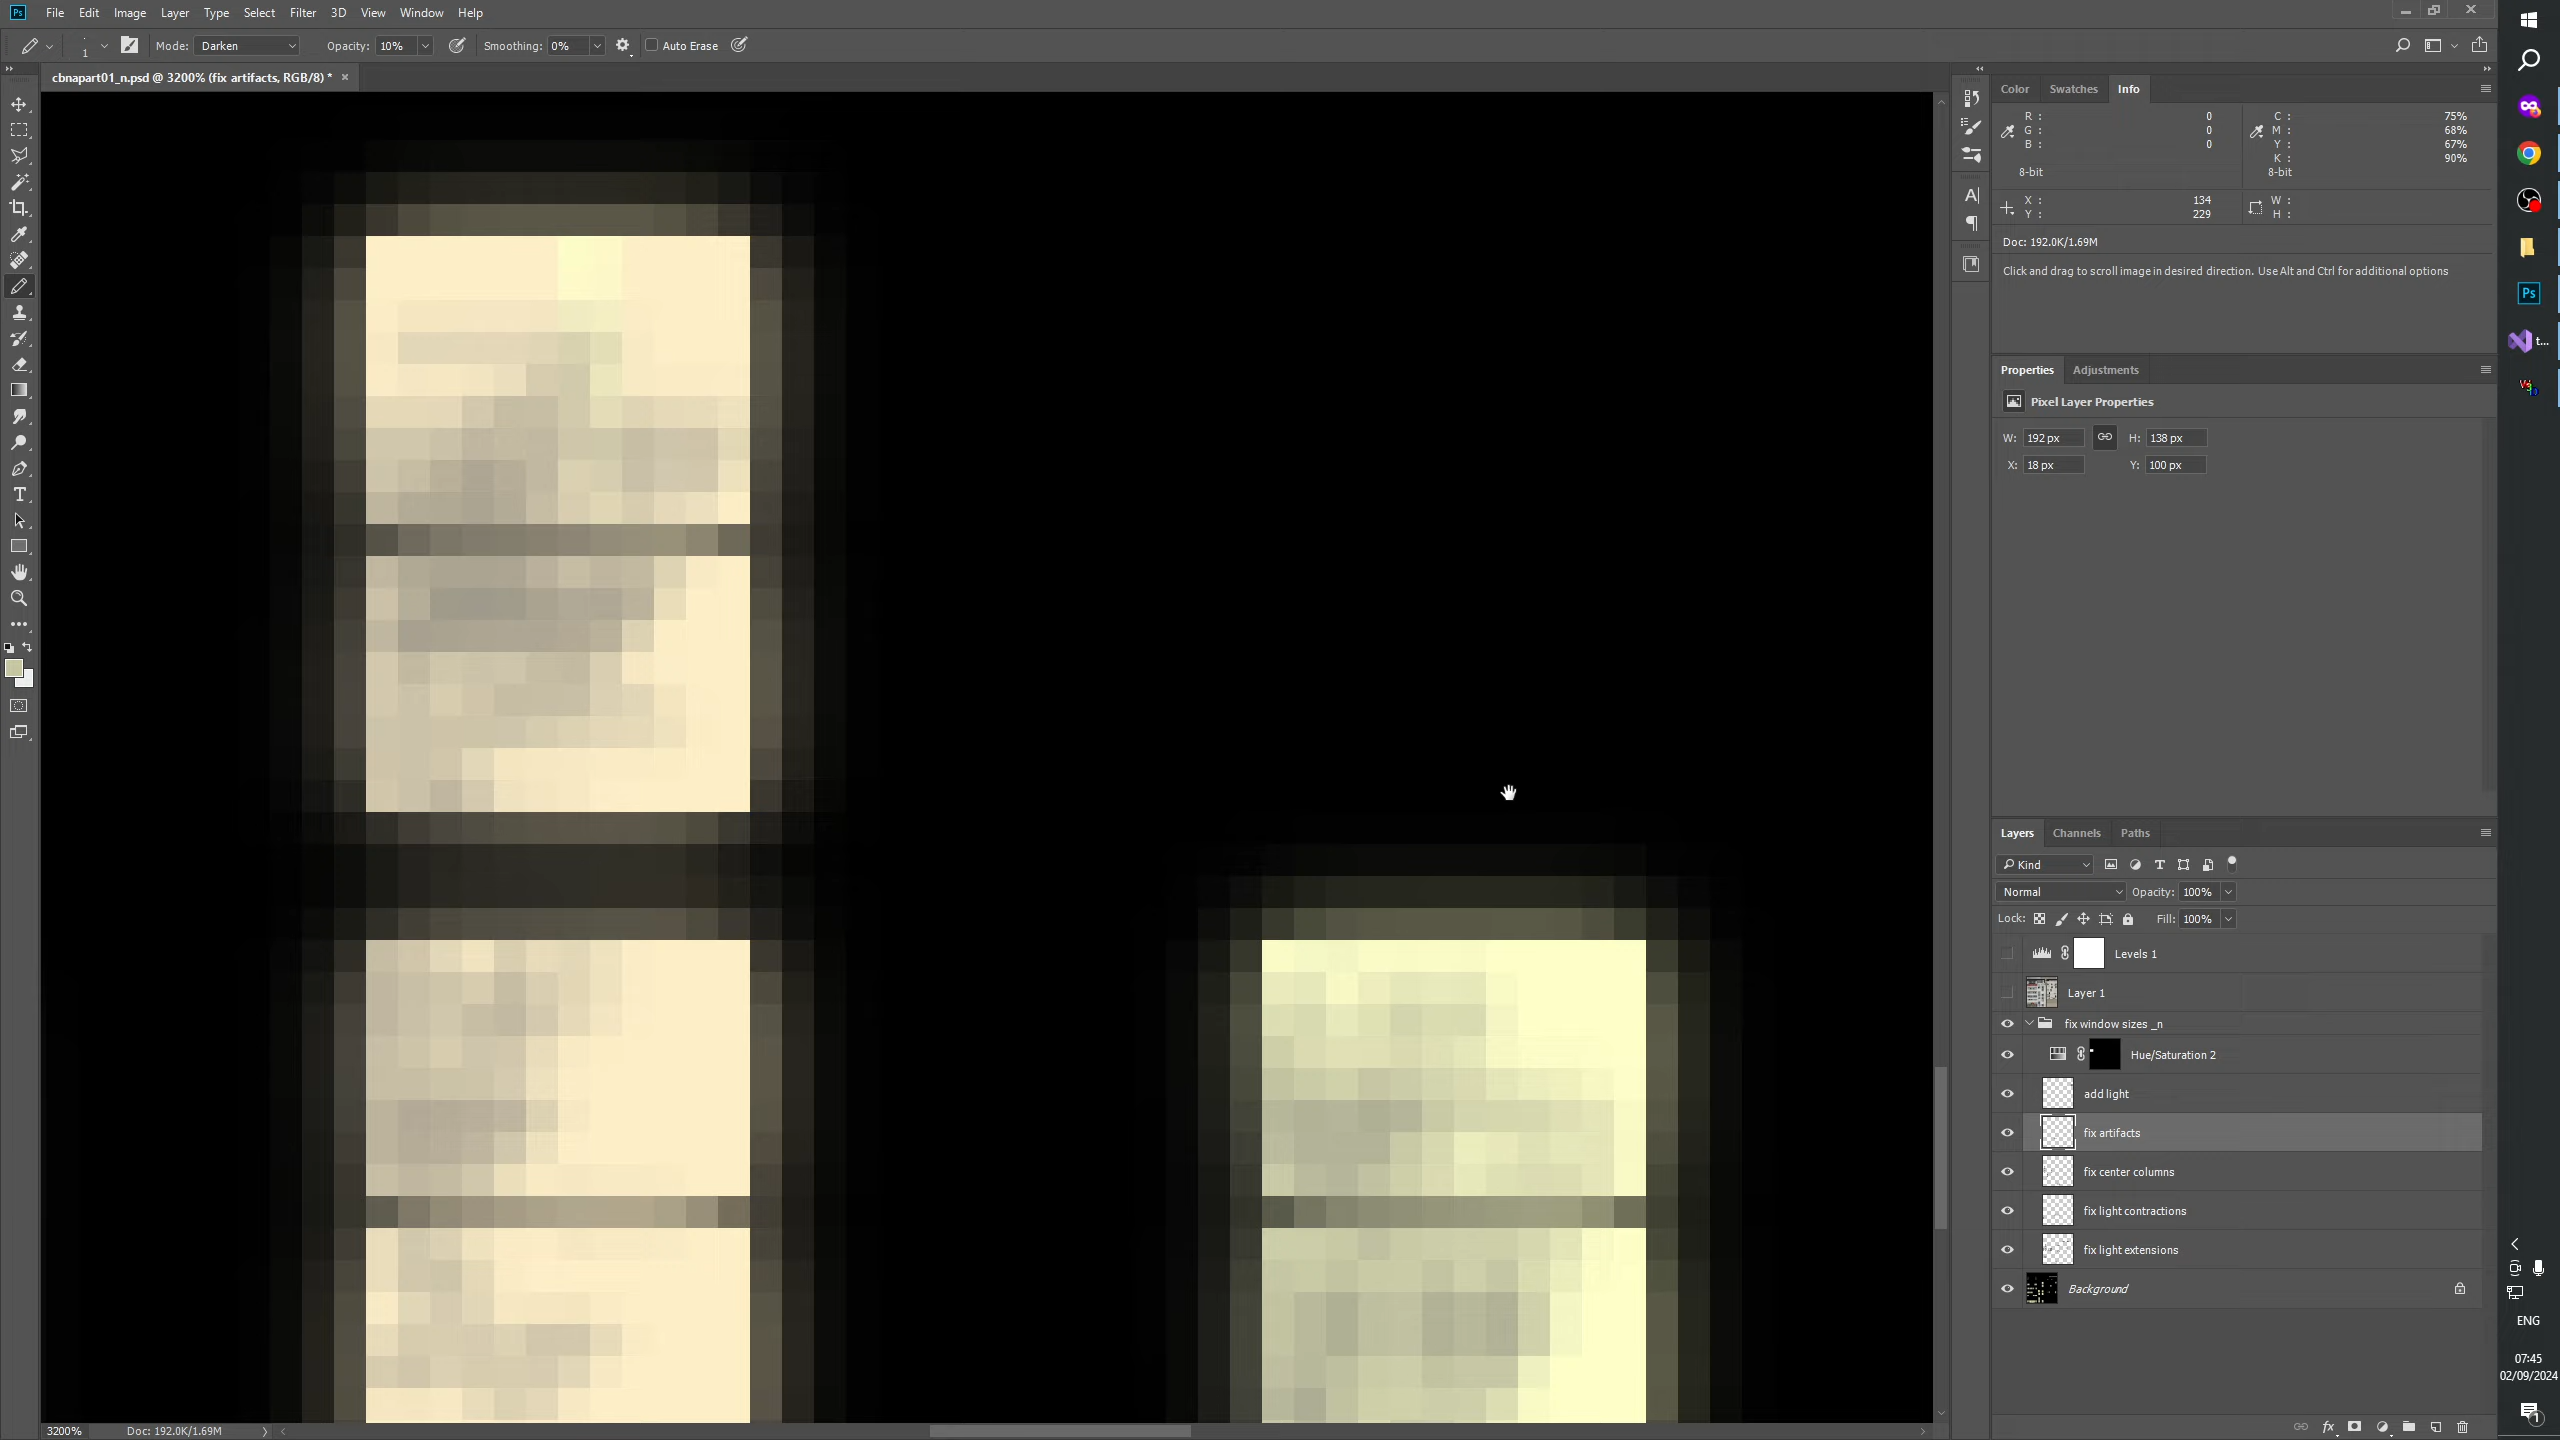 Ps File Edit Image Layer Type Select Filter 3D View Window Help
1 Mode: Darken Opacity: 10% Smoothing: 0% Auto Erase
cbnapart01_n.psd @ 3200% (fix artifacts, RGB/8) * ×
Color Swatches Info
R : 0 C : 75%
G : 0 M : 68%
B : 0 Y : 67%
K : 90%
8-bit 8-bit
X : 134 W :
Y : 229 H :
Doc: 192.0K/1.69M
Click and drag to scroll image in desired direction. Use Alt and Ctrl for additional options
Properties Adjustments
Pixel Layer Properties
W: 192 px H: 138 px
X: 18 px Y: 100 px
Layers Channels Paths
Kind
Normal Opacity: 100%
Lock: Fill: 100%
Levels 1
Layer 1
fix window sizes _n
Hue/Saturation 2
add light
fix artifacts
fix center columns
fix light contractions
fix light extensions
Background
fx
3200% Doc: 192.0K/1.69M
Ps
t...
ENG
07:45
02/09/2024
1